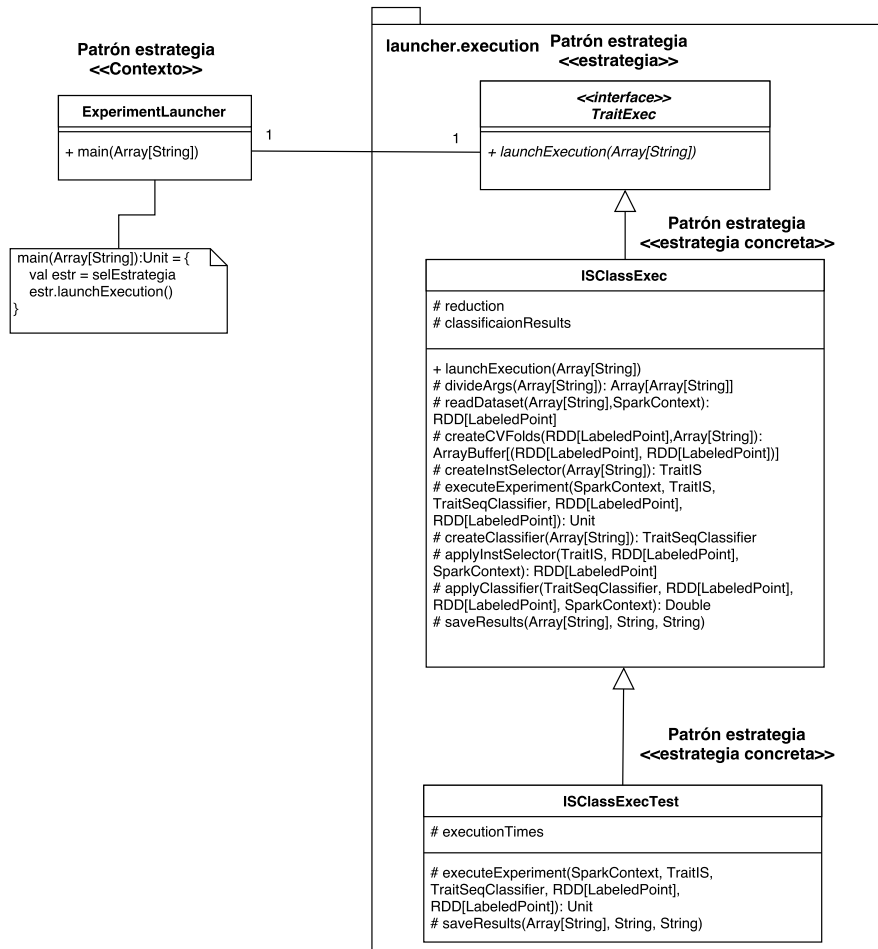 Patrón estrategia
<<Contexto>>
ExperimentLauncher
+ main(Array[String])
1
main(Array[String]):Unit = {
val estr = selEstrategia
estr.launchExecution()
}
launcher.execution
Patrón estrategia
<<estrategia>>
<<interface>>
TraitExec
1
+ launchExecution(Array[String])
Patrón estrategia
<<estrategia concreta>>
ISClassExec
# reduction
# classificaionResults
+ launchExecution(Array[String])
# divideArgs(Array[String]): Array[Array[String]]
# readDataset(Array[String],SparkContext):
RDD[LabeledPoint]
# createCVFolds(RDD[LabeledPoint],Array[String]):
ArrayBuffer[(RDD[LabeledPoint], RDD[LabeledPoint])]
# createInstSelector(Array[String]): TraitIS
# executeExperiment(SparkContext, TraitIS,
TraitSeqClassifier, RDD[LabeledPoint],
RDD[LabeledPoint]): Unit
# createClassifier(Array[String]): TraitSeqClassifier
# applyInstSelector(TraitIS, RDD[LabeledPoint],
SparkContext): RDD[LabeledPoint]
# applyClassifier(TraitSeqClassifier, RDD[LabeledPoint],
RDD[LabeledPoint], SparkContext): Double
# saveResults(Array[String], String, String)
Patrón estrategia
<<estrategia concreta>>
ISClassExecTest
# executionTimes
# executeExperiment(SparkContext, TraitIS,
TraitSeqClassifier, RDD[LabeledPoint],
RDD[LabeledPoint]): Unit
# saveResults(Array[String], String, String)